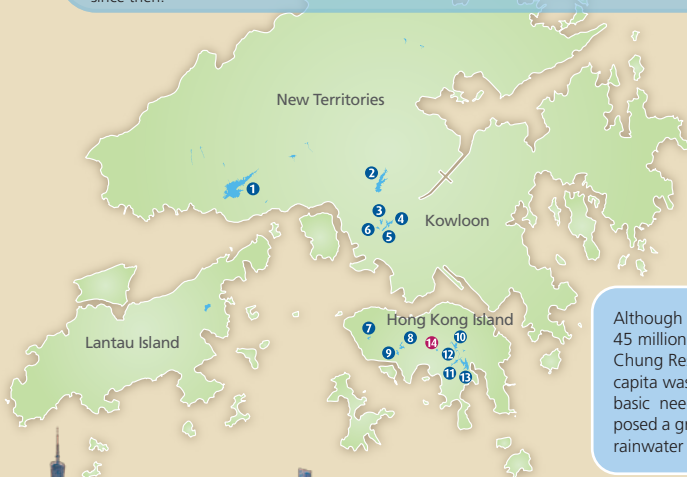 since then?
New Territories
1
2
3
4
6
5
Kowloon
Hong Kong Island
7
8
10
14
9
12
11
13
Lantau Island
Although
45 million
Chung Re
capita was
basic nee
posed a gr
rainwater